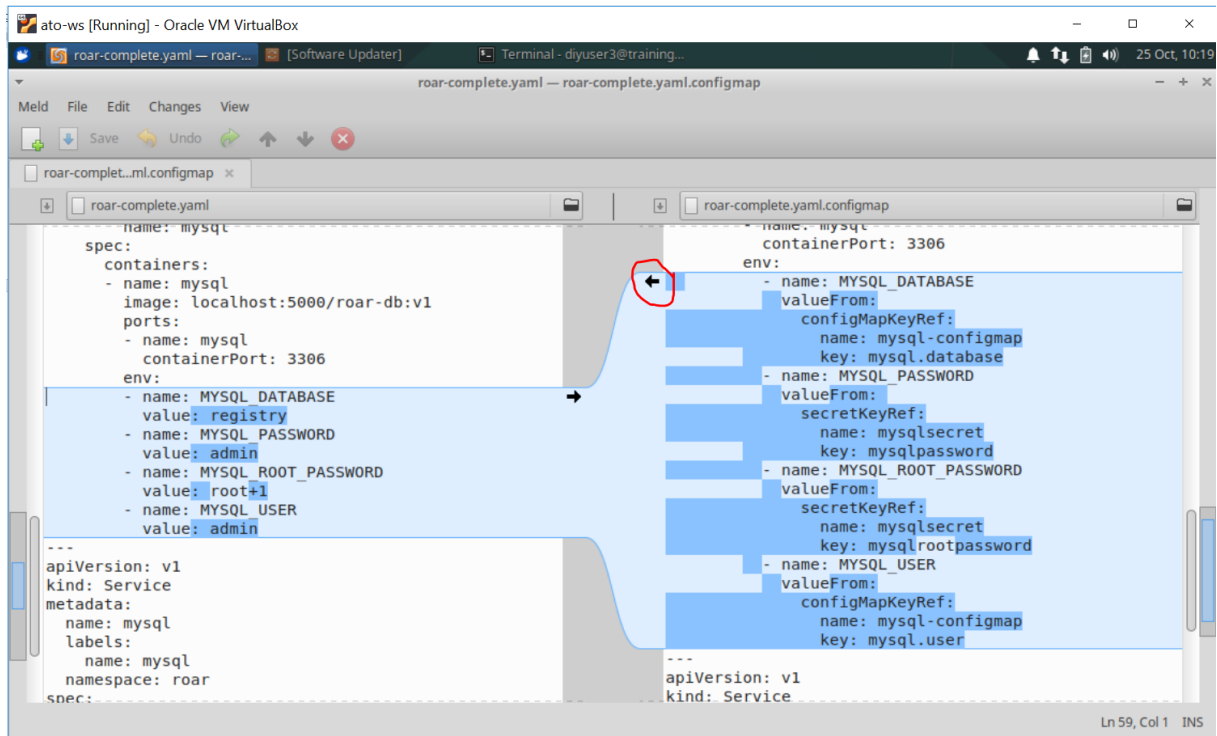 ato-ws [Running] - Oracle VM VirtualBox
roar-complete.yaml — roar-... [Software Updater] Terminal - diyuser3@training... 25 Oct, 10:19
roar-complete.yaml — roar-complete.yaml.configmap
Meld File Edit Changes View
Save Undo
roar-complet...ml.configmap
roar-complete.yaml
name: mysql
spec:
containers:
- name: mysql
image: localhost:5000/roar-db:v1
ports:
- name: mysql
containerPort: 3306
env:
- name: MYSQL_DATABASE
value: registry
- name: MYSQL_PASSWORD
value: admin
- name: MYSQL_ROOT_PASSWORD
value: root+1
- name: MYSQL_USER
value: admin
---
apiVersion: v1
kind: Service
metadata:
name: mysql
labels:
name: mysql
namespace: roar
spec:
roar-complete.yaml.configmap
- name: mysql
containerPort: 3306
env:
- name: MYSQL_DATABASE
valueFrom:
configMapKeyRef:
name: mysql-configmap
key: mysql.database
- name: MYSQL_PASSWORD
valueFrom:
secretKeyRef:
name: mysqlsecret
key: mysqlpassword
- name: MYSQL_ROOT_PASSWORD
valueFrom:
secretKeyRef:
name: mysqlsecret
key: mysqlrootpassword
- name: MYSQL_USER
valueFrom:
configMapKeyRef:
name: mysql-configmap
key: mysql.user
---
apiVersion: v1
kind: Service
Ln 59, Col 1 INS